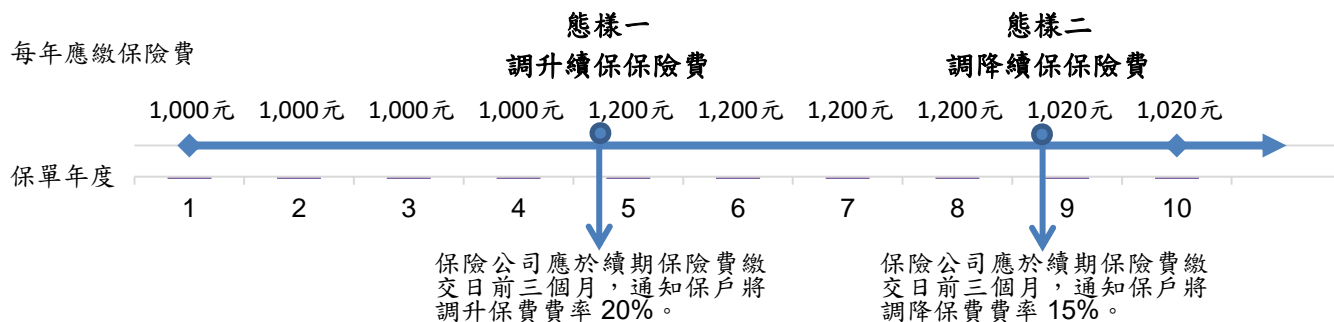 態樣一
調升續保保險費
態樣二
調降續保保險費
每年應繳保險費
1,000元 1,000元 1,000元 1,000元 1,200元 1,200元 1,200元 1,200元 1,020元 1,020元
保單年度
1 2 3 4 5 6 7 8 9 10
保險公司應於續期保險費繳
交日前三個月，通知保戶將
調升保費費率 20%。
保險公司應於續期保險費繳
交日前三個月，通知保戶將
調降保費費率 15%。